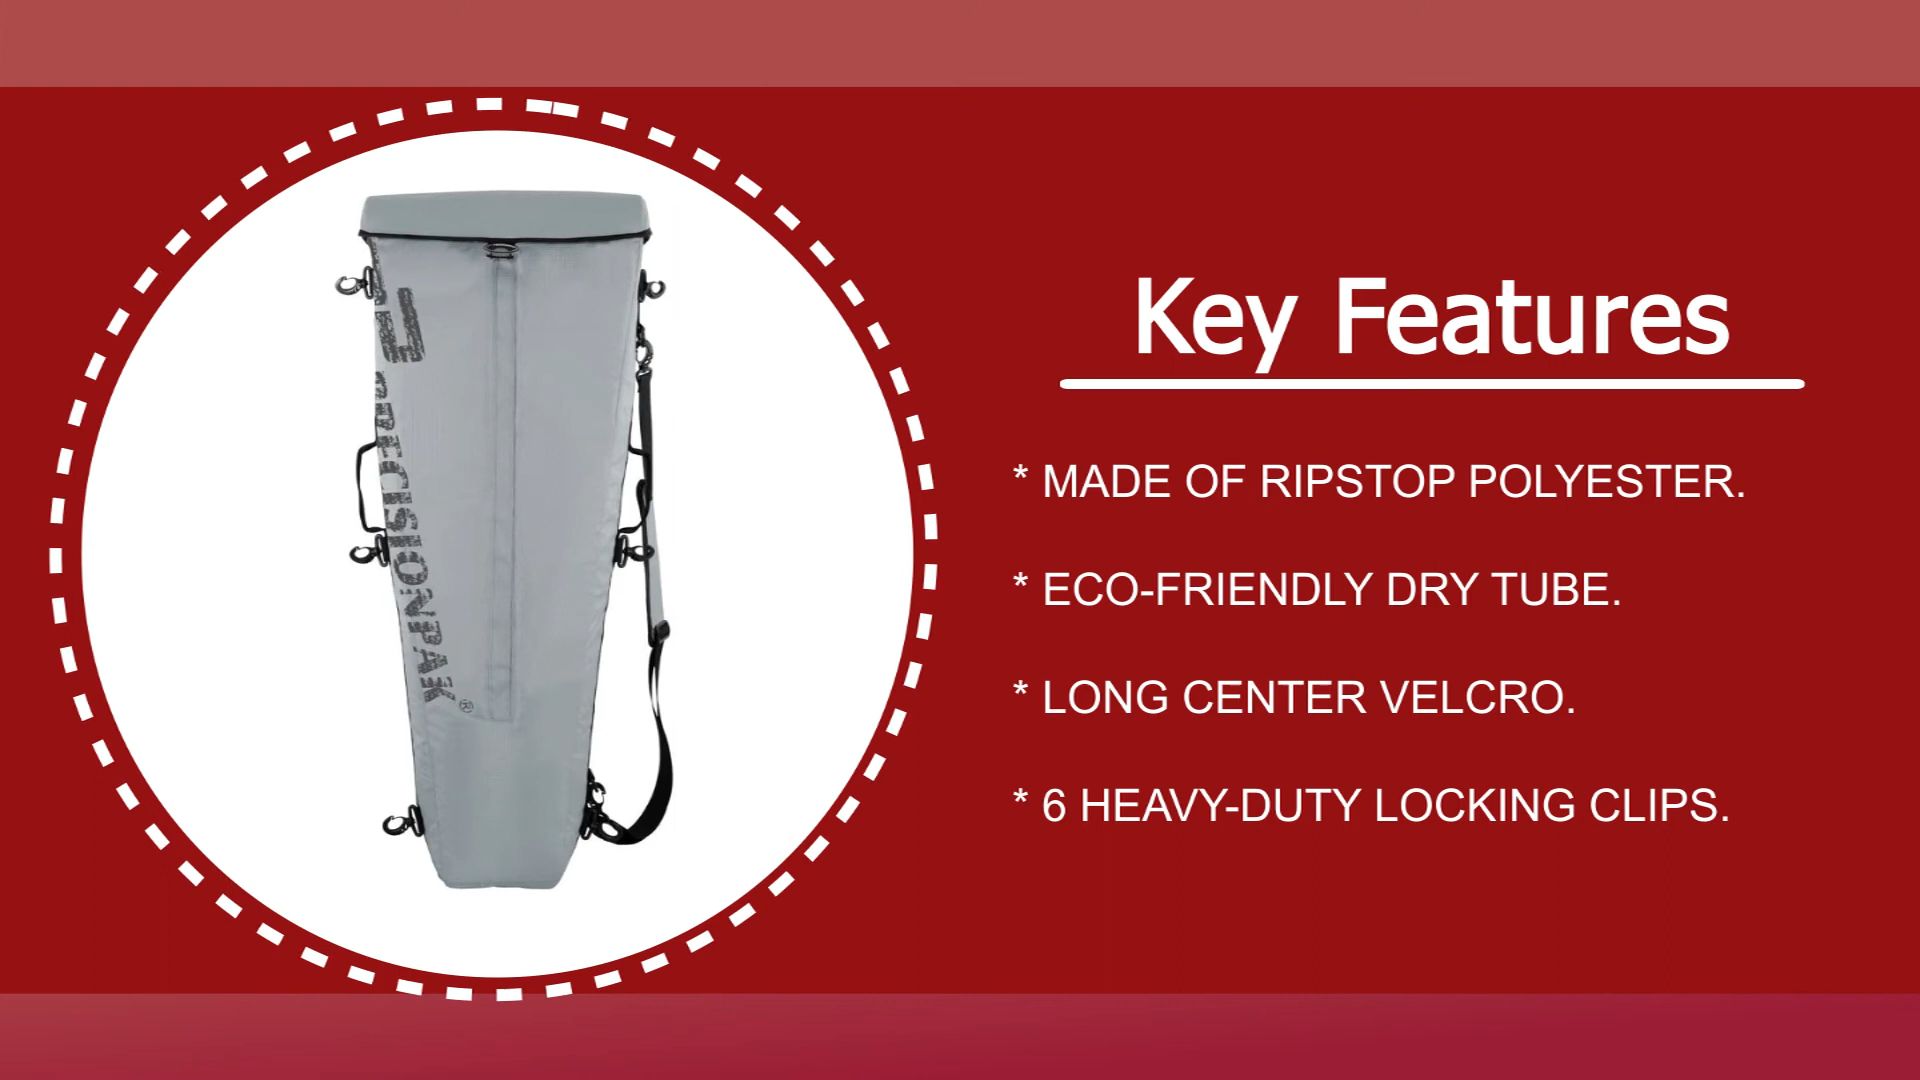 PRECISIONPAK®
Key Features
* MADE OF RIPSTOP POLYESTER.
* ECO-FRIENDLY DRY TUBE.
* LONG CENTER VELCRO.
* 6 HEAVY-DUTY LOCKING CLIPS.